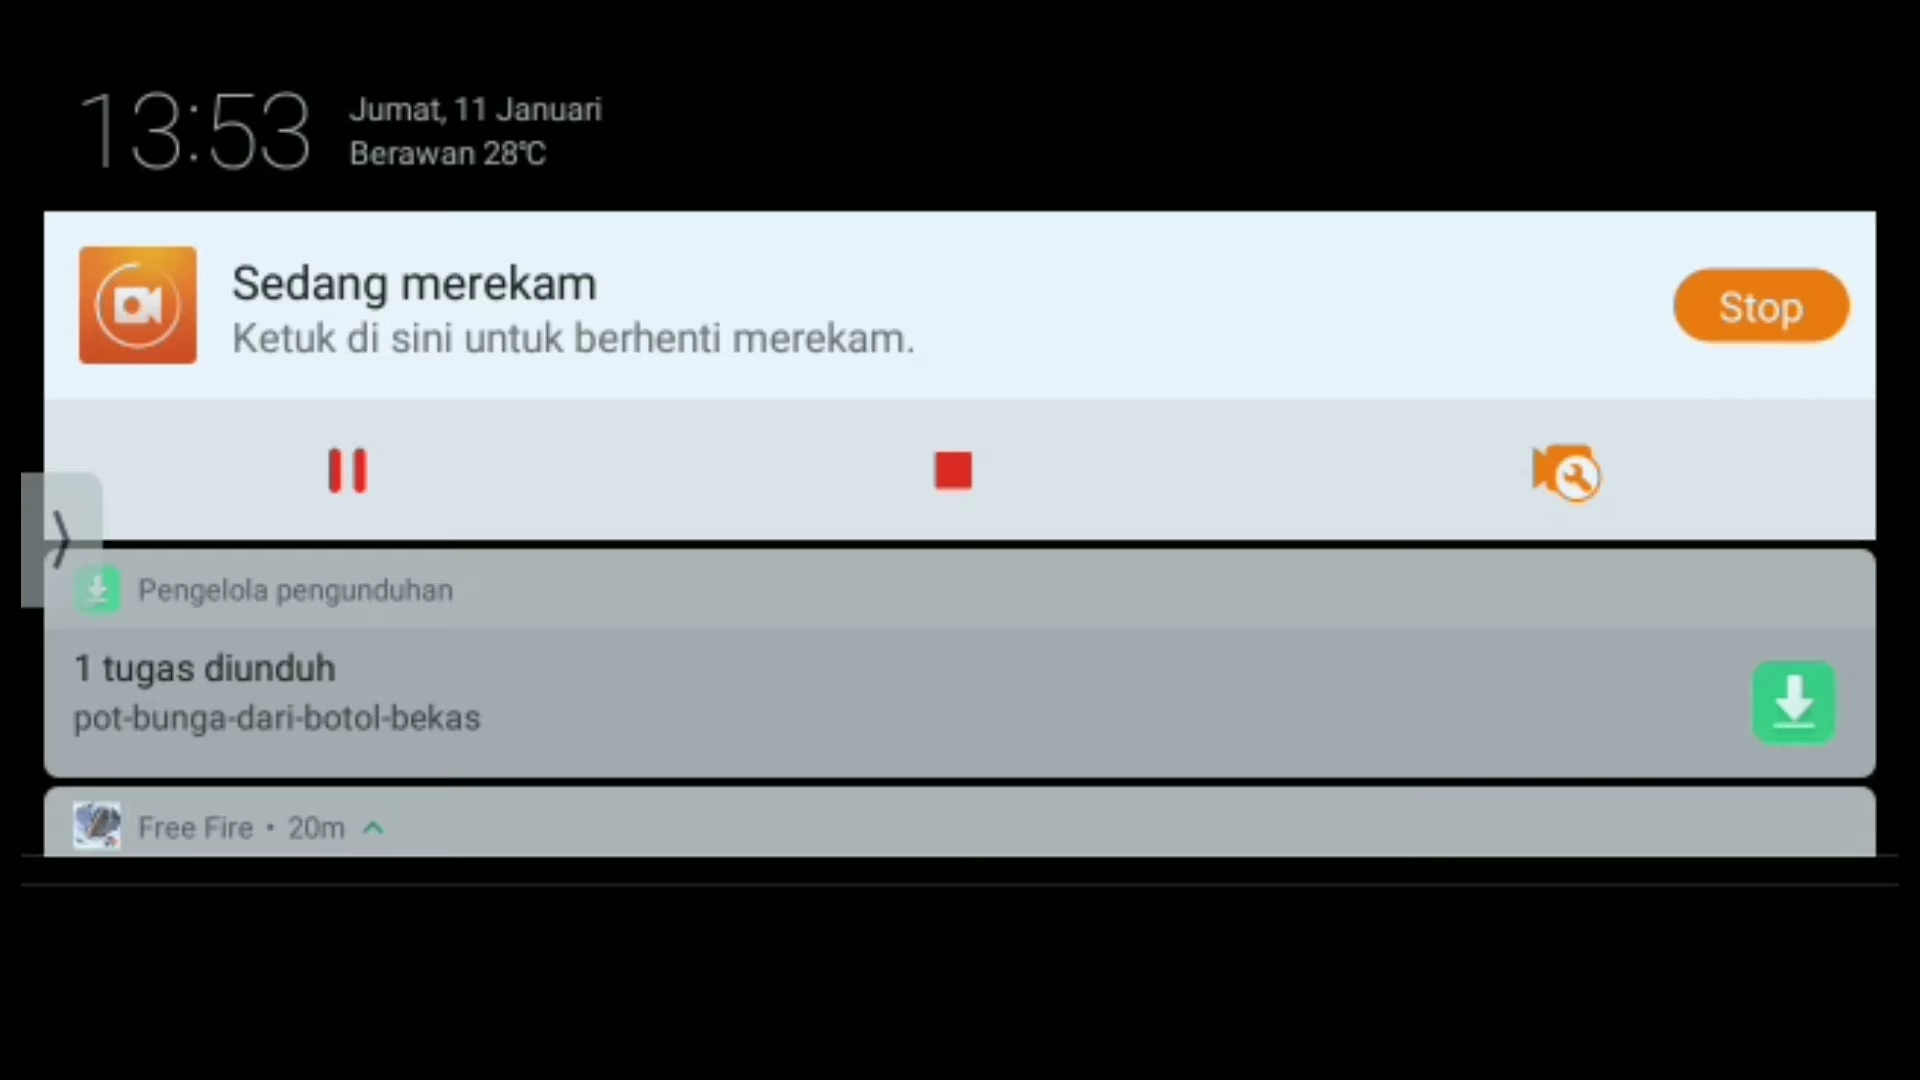 13:53
Jumat, 11 Januari
Berawan 28℃
Sedang merekam
Ketuk di sini untuk berhenti merekam.
Stop
Pengelola pengunduhan
1 tugas diunduh
pot-bunga-dari-botol-bekas
Free Fire • 20m